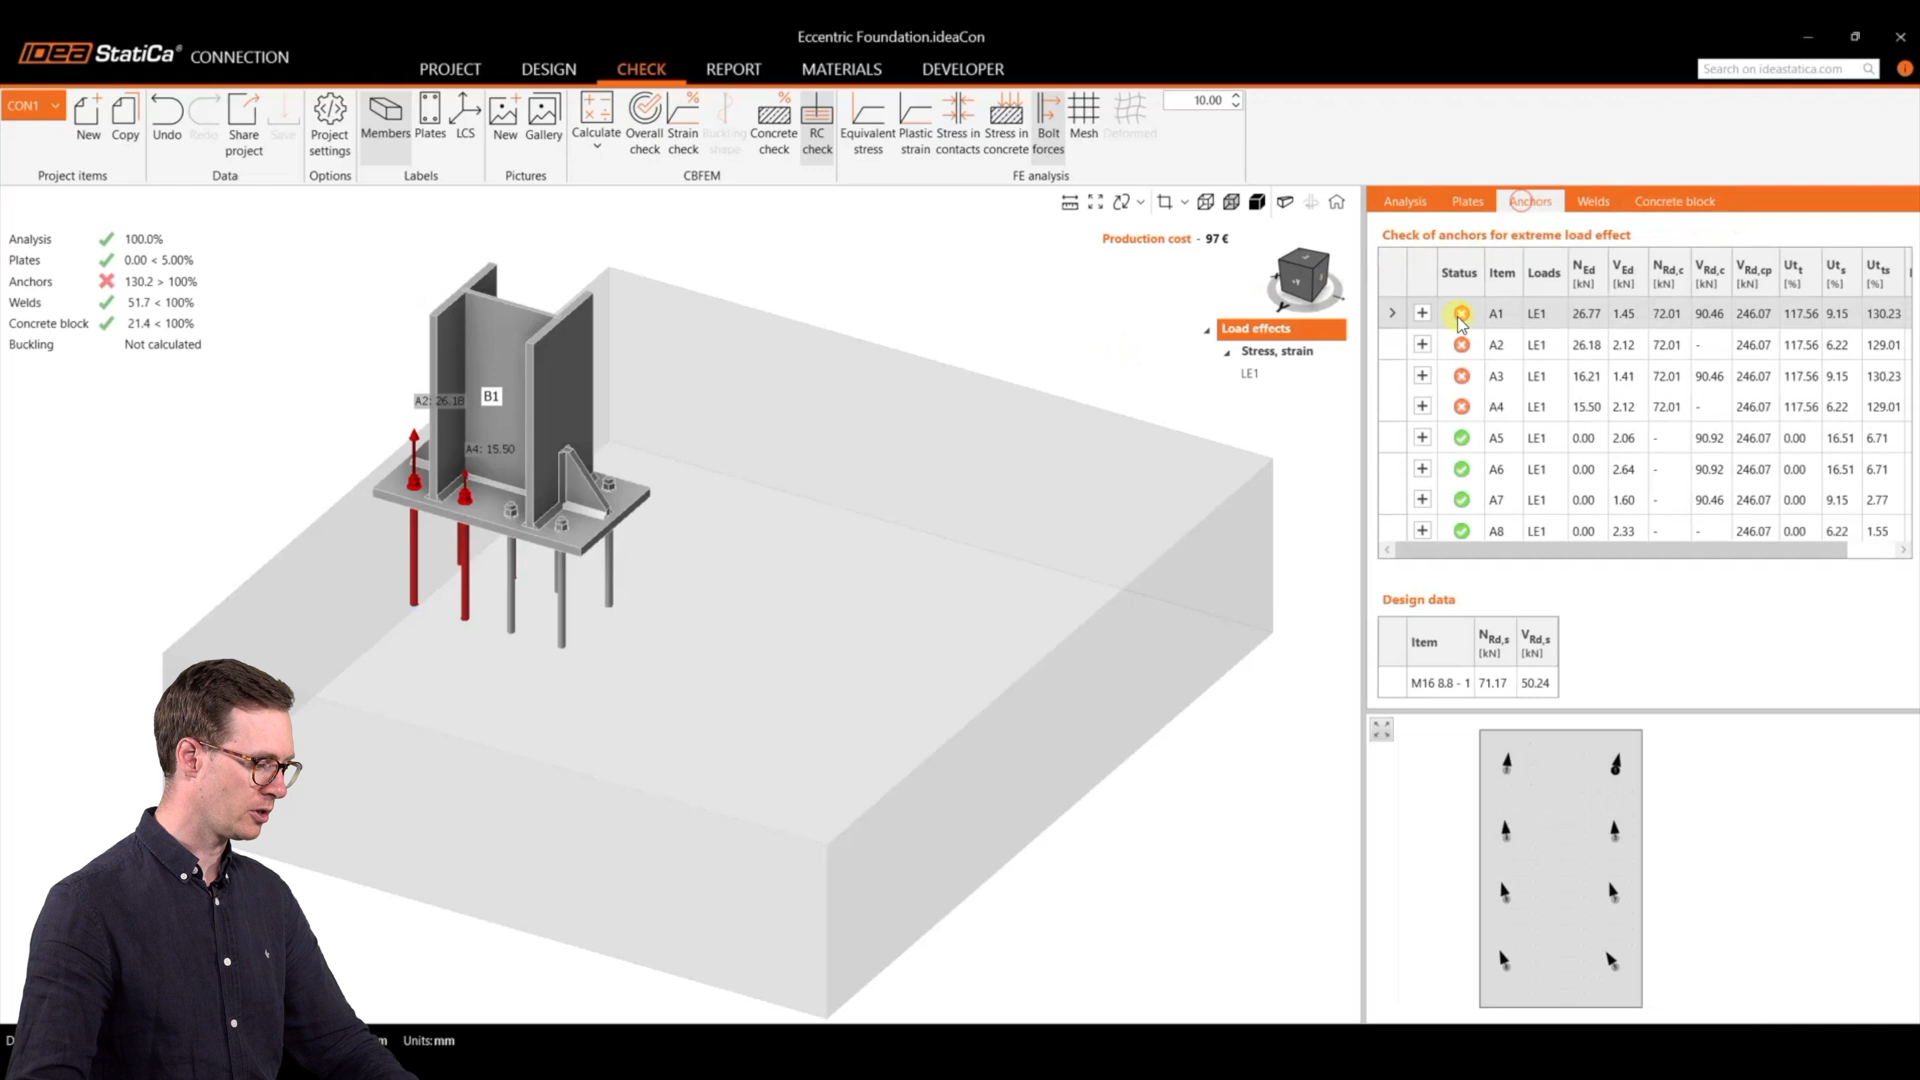 Eccentric Foundation.ideaCon
IDEA StatiCa® CONNECTION
PROJECT DESIGN CHECK REPORT MATERIALS DEVELOPER
Search on ideastatica.com
CON1
New Copy
Undo Redo Share project Save
Project settings
Members Plates LCS
New Gallery
Calculate Overall check Strain check Buckling shape Concrete check RC check
Equivalent stress Plastic strain Stress in contacts Stress in concrete Bolt forces Mesh Deformed
10.00
Project items Data Options Labels Pictures CBFEM FE analysis
Analysis 100.0%
Plates 0.00 < 5.00%
Anchors 130.2 > 100%
Welds 51.7 < 100%
Concrete block 21.4 < 100%
Buckling Not calculated
Production cost - 97 €
Load effects
Stress, strain
LE1
B1
A2: 26.18
A4: 15.50
Analysis Plates Anchors Welds Concrete block
Check of anchors for extreme load effect
Status Item Loads NEd [kN] VEd [kN] NRd,c [kN] VRd,c [kN] VRd,cp [kN] Utt [%] Uts [%] Utts [%]
A1 LE1 26.77 1.45 72.01 90.46 246.07 117.56 9.15 130.23
A2 LE1 26.18 2.12 72.01 - 246.07 117.56 6.22 129.01
A3 LE1 16.21 1.41 72.01 90.46 246.07 117.56 9.15 130.23
A4 LE1 15.50 2.12 72.01 - 246.07 117.56 6.22 129.01
A5 LE1 0.00 2.06 - 90.92 246.07 0.00 16.51 6.71
A6 LE1 0.00 2.64 - 90.92 246.07 0.00 16.51 6.71
A7 LE1 0.00 1.60 - 90.46 246.07 0.00 9.15 2.77
A8 LE1 0.00 2.33 - - 246.07 0.00 6.22 1.55
Design data
Item NRd,s [kN] VRd,s [kN]
M16 8.8 - 1 71.17 50.24
Units: mm